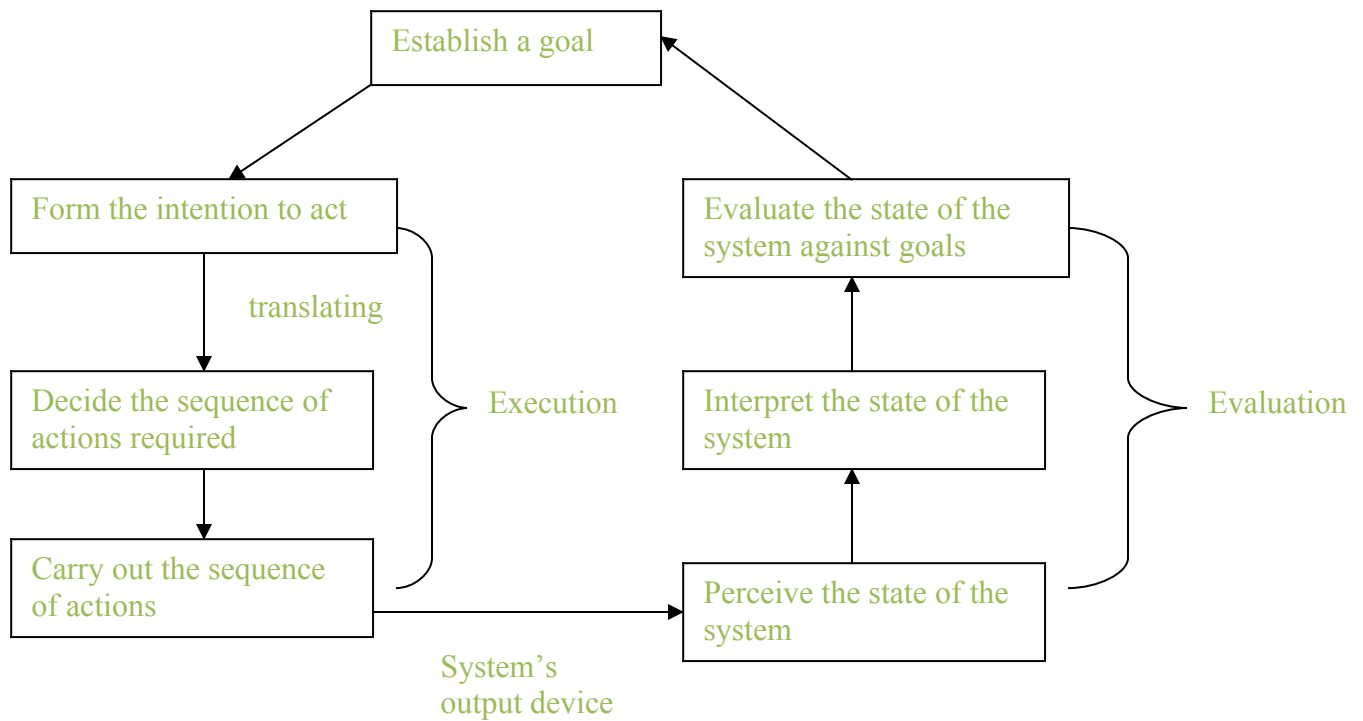 Establish a goal
Form the intention to act
translating
Decide the sequence of
actions required
Carry out the sequence
of actions
Execution
System’s
output device
Perceive the state of the
system
Interpret the state of the
system
Evaluate the state of the
system against goals
Evaluation